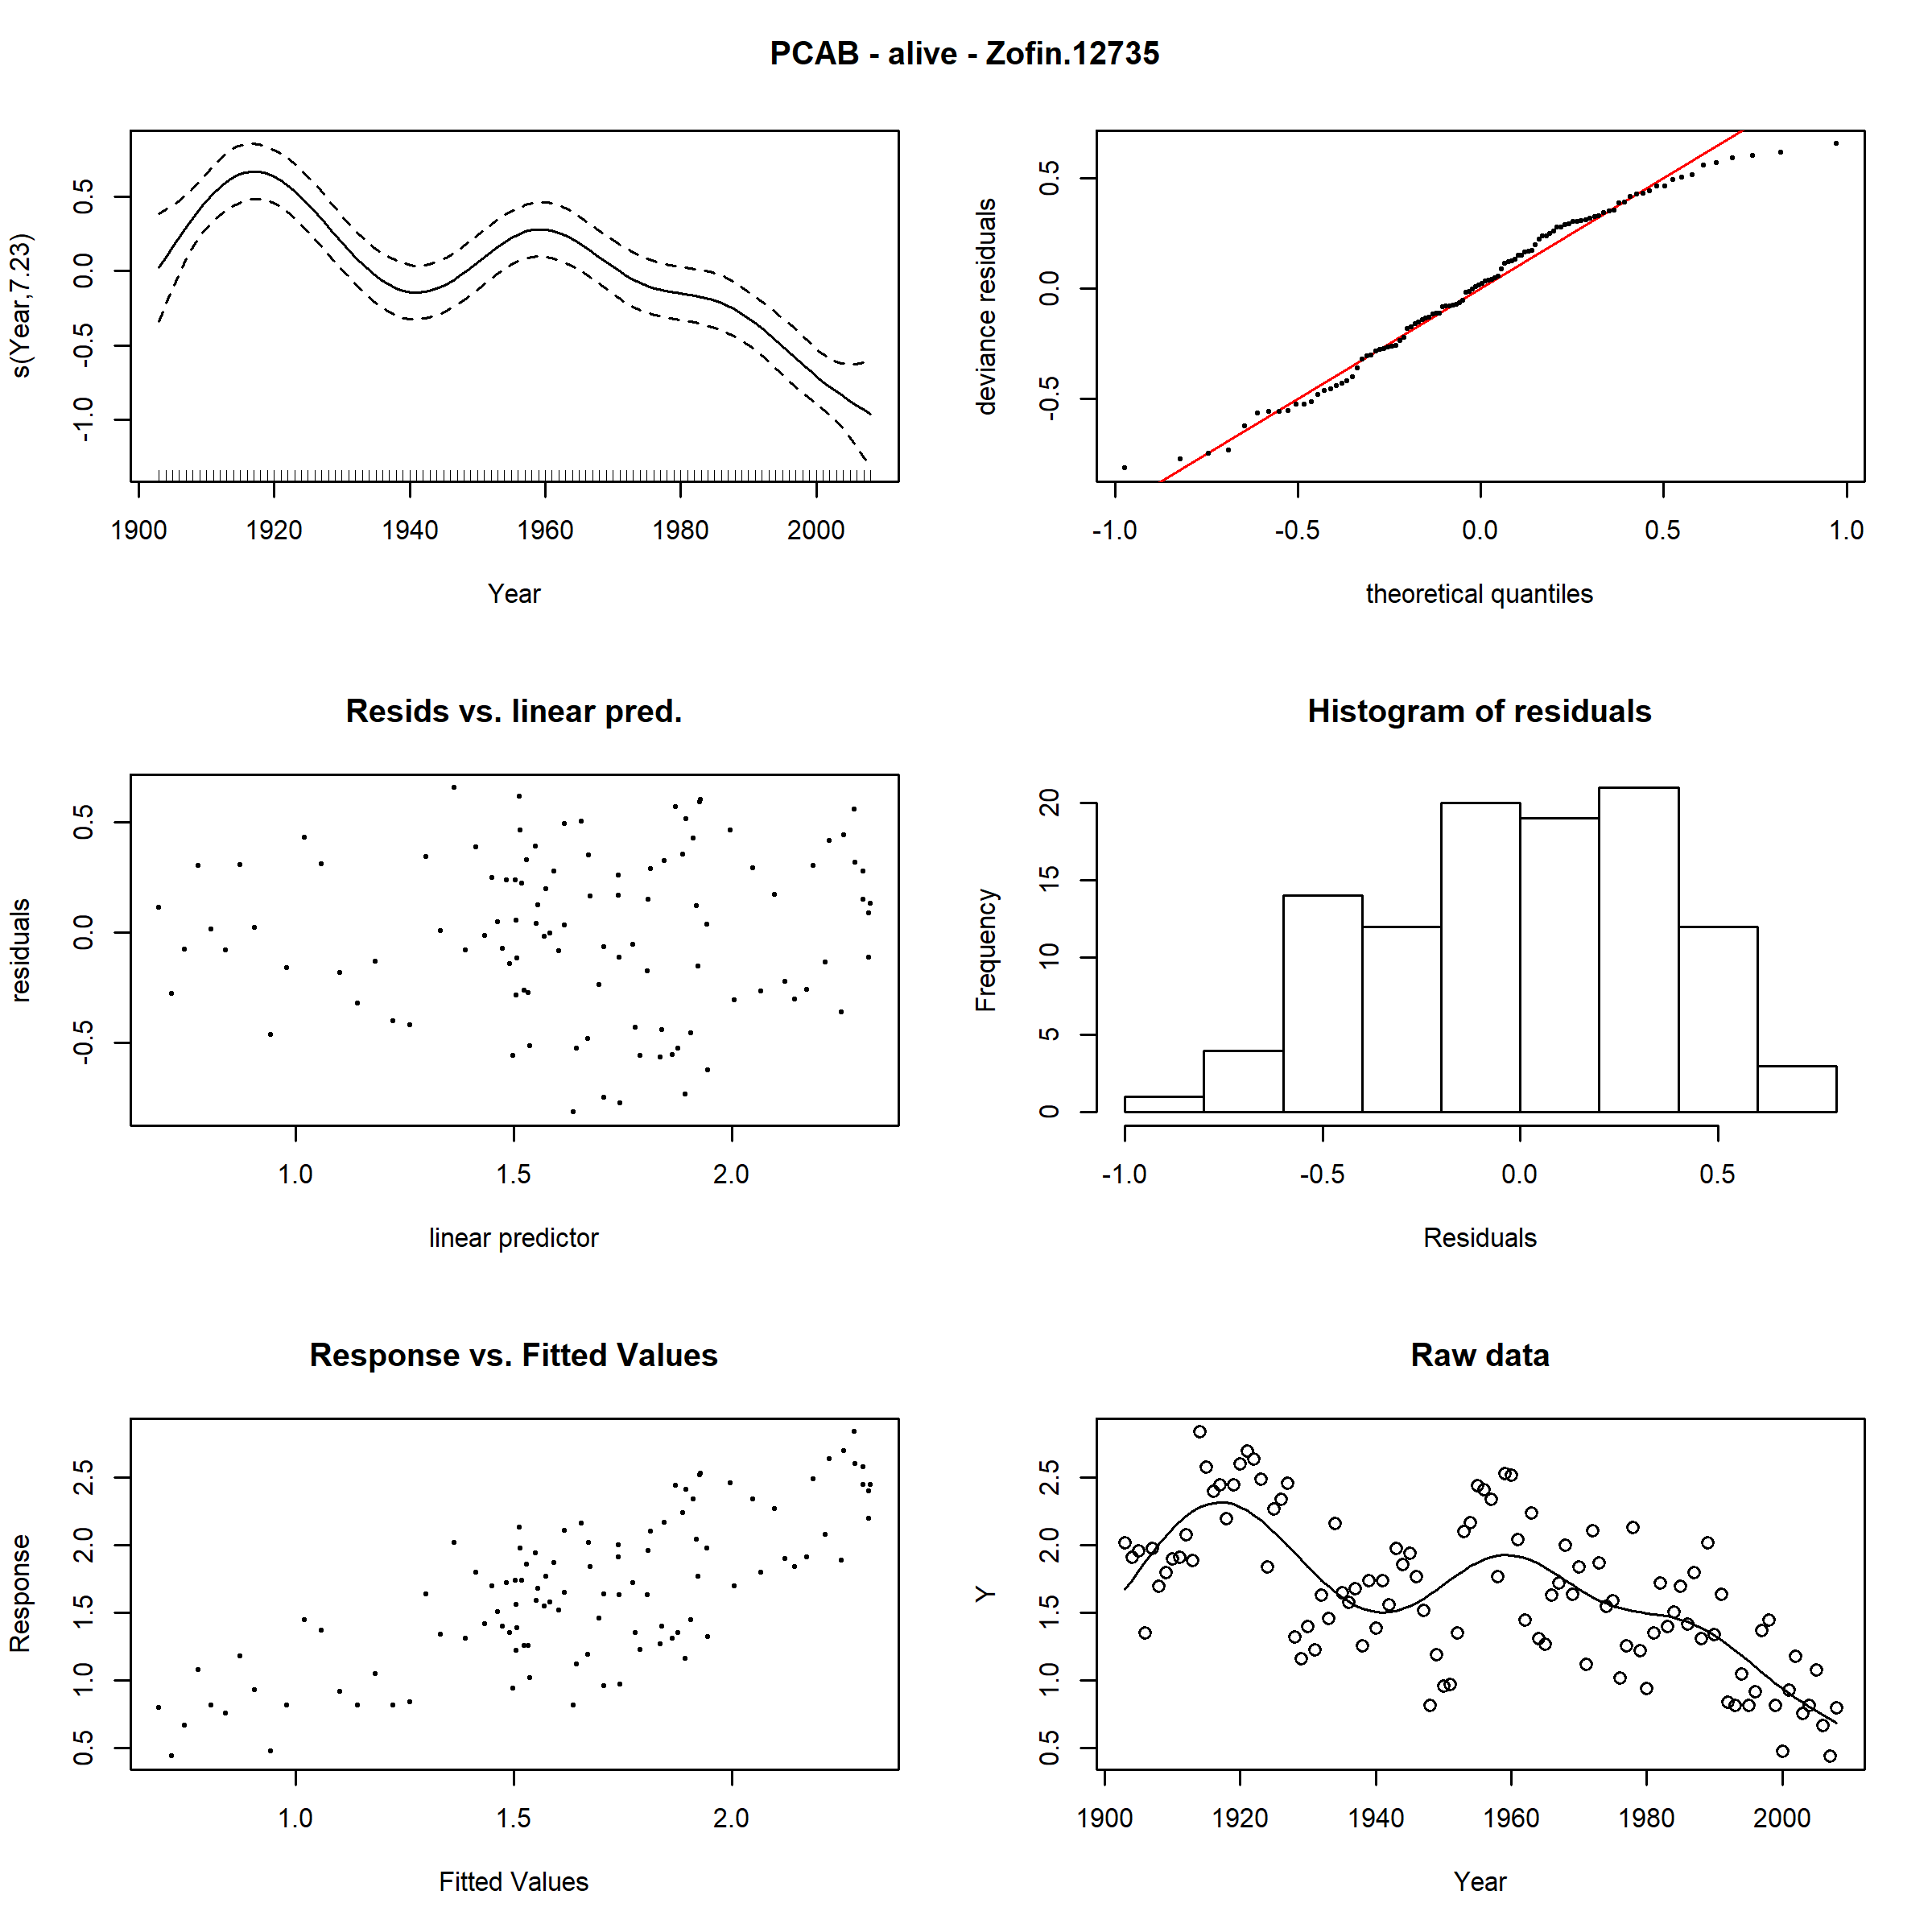 PCAB - alive - Zofin.12735
s(Year,7.23)
0.5
0.0
-0.5
-1.0
1900 1920 1940 1960 1980 2000
Year
deviance residuals
0.5
0.0
-0.5
-1.0 -0.5 0.0 0.5 1.0
theoretical quantiles
Resids vs. linear pred.
residuals
0.5
0.0
-0.5
1.0 1.5 2.0
linear predictor
Histogram of residuals
Frequency
20
15
10
5
0
-1.0 -0.5 0.0 0.5
Residuals
Response vs. Fitted Values
Response
2.5
2.0
1.5
1.0
0.5
1.0 1.5 2.0
Fitted Values
Raw data
Y
2.5
2.0
1.5
1.0
0.5
1900 1920 1940 1960 1980 2000
Year